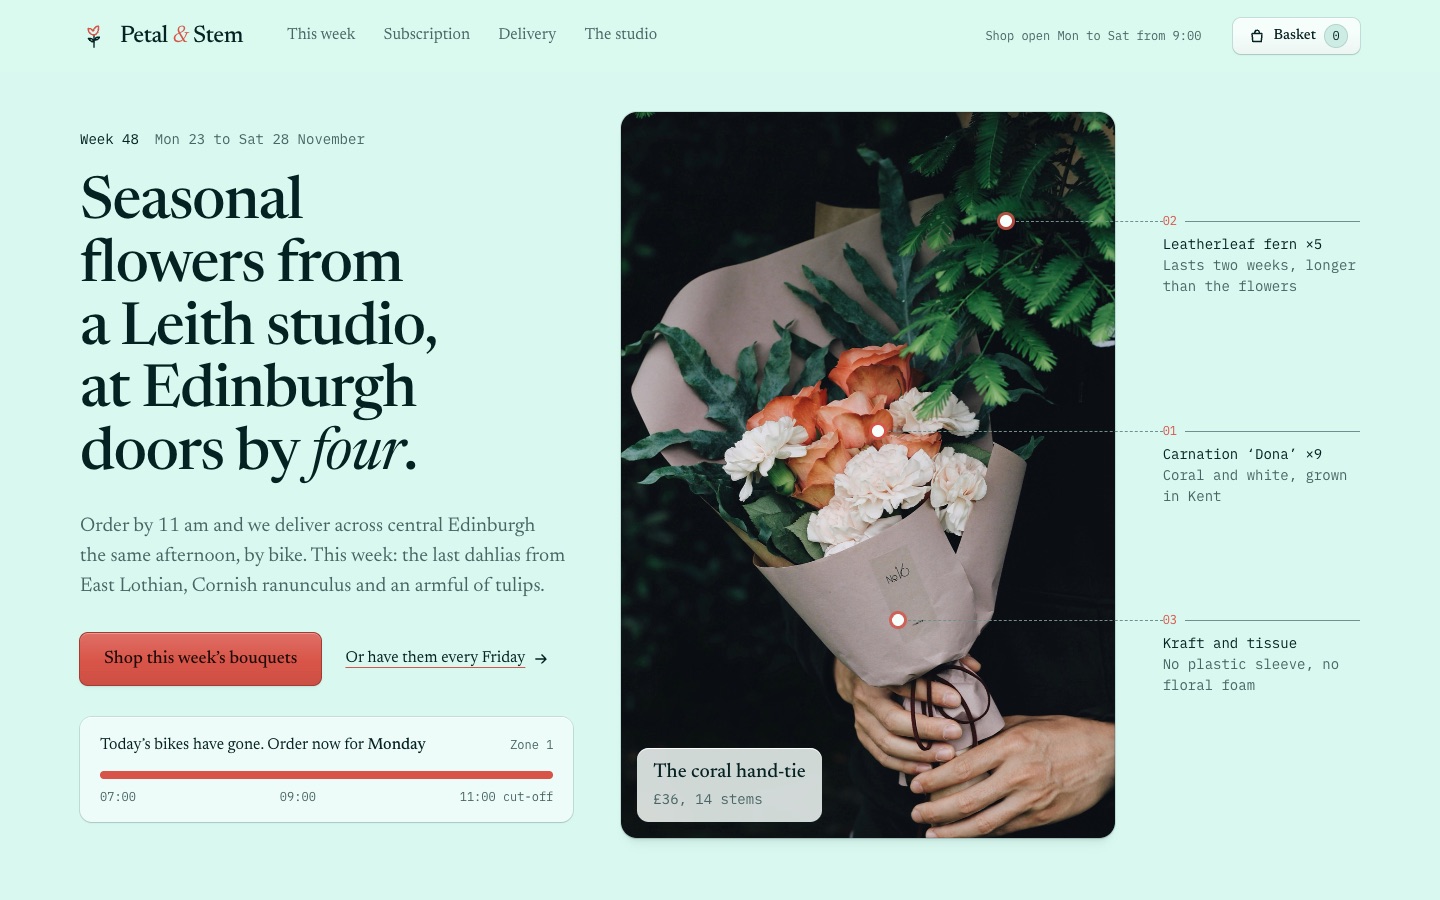 Petal & Stem
This week
Subscription
Delivery
The studio
Shop open Mon to Sat from 9:00
Basket 0
Week 48 Mon 23 to Sat 28 November
Seasonal
flowers from
a Leith studio,
at Edinburgh
doors by four.
Order by 11 am and we deliver across central Edinburgh
the same afternoon, by bike. This week: the last dahlias from
East Lothian, Cornish ranunculus and an armful of tulips.
Shop this week’s bouquets
Or have them every Friday →
Today’s bikes have gone. Order now for Monday
Zone 1
07:00
09:00
11:00 cut-off
No16
The coral hand-tie
£36, 14 stems
02
Leatherleaf fern ×5
Lasts two weeks, longer
than the flowers
01
Carnation ‘Dona’ ×9
Coral and white, grown
in Kent
03
Kraft and tissue
No plastic sleeve, no
floral foam